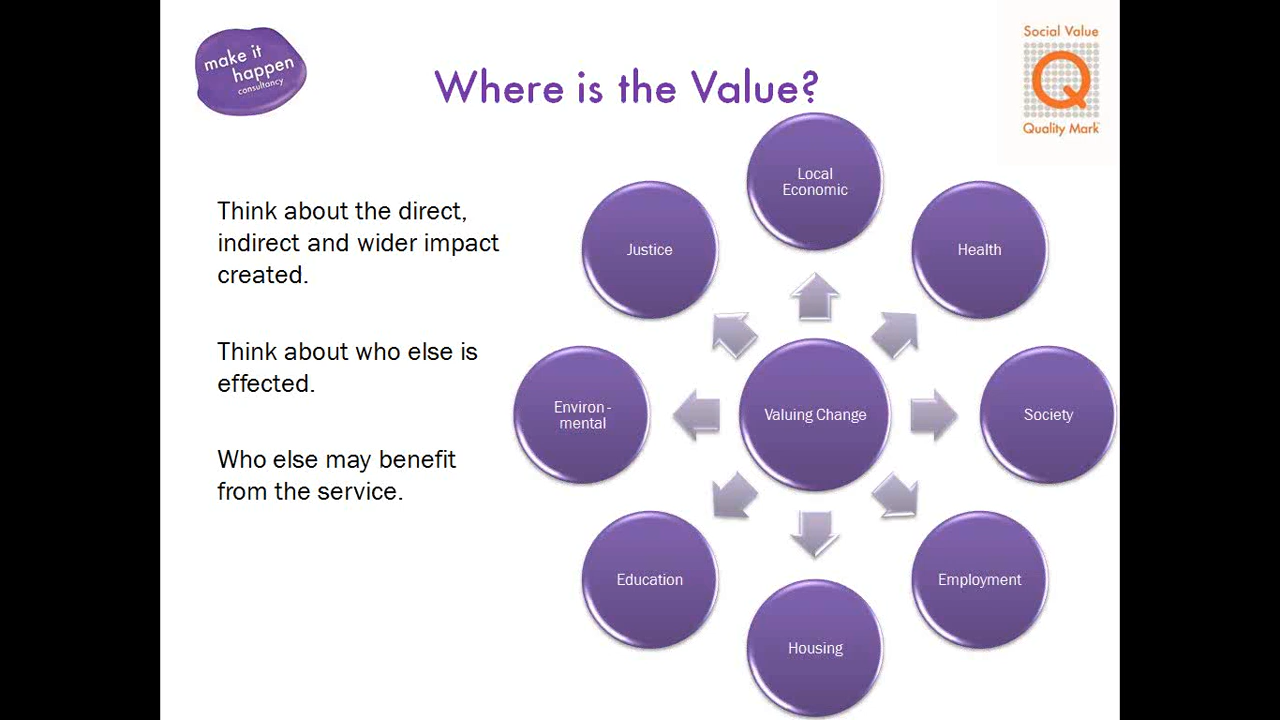 make it
happen
consultancy
Where is the Value?
Social Value
Q
Quality Mark
Think about the direct,
indirect and wider impact
created.
Think about who else is
effected.
Who else may benefit
from the service.
Local
Economic
Health
Society
Employment
Housing
Education
Environ-
mental
Justice
Valuing Change